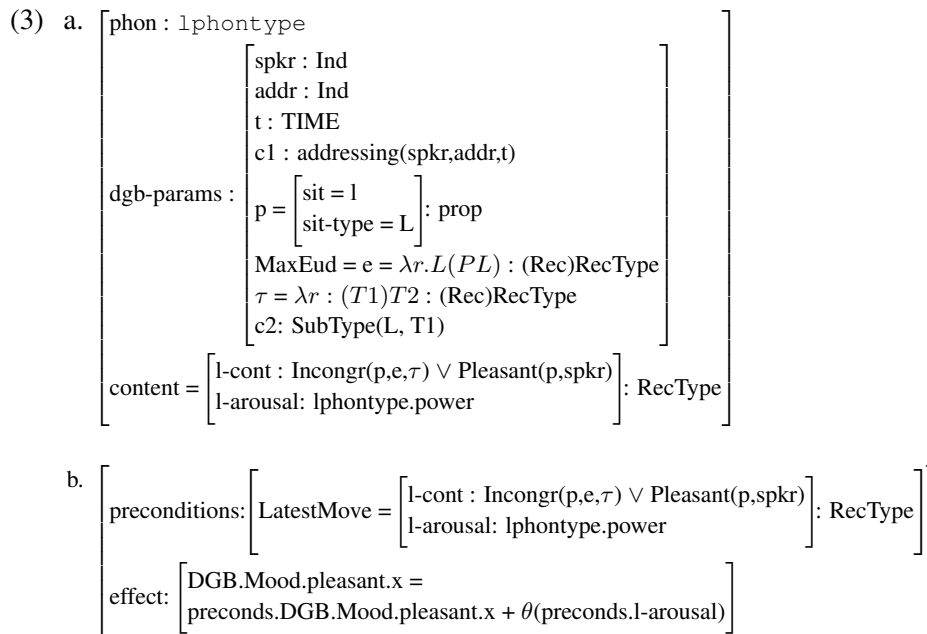 (3) a. phon : lphontype
spkr : Ind
addr : Ind
t : TIME
c1 : addressing(spkr,addr,t)
dgb-params : p = [sit = l
sit-type = L] : prop
MaxEud = e = λr.L(PL) : (Rec)RecType
τ = λr : (T1)T2 : (Rec)RecType
c2: SubType(L, T1)
content = [l-cont : Incongr(p,e,τ) ∨ Pleasant(p,spkr)
l-arousal: lphontype.power] : RecType
b. preconditions: [LatestMove = [l-cont : Incongr(p,e,τ) ∨ Pleasant(p,spkr)
l-arousal: lphontype.power] : RecType]
effect: [DGB.Mood.pleasant.x =
preconds.DGB.Mood.pleasant.x + θ(preconds.l-arousal)]